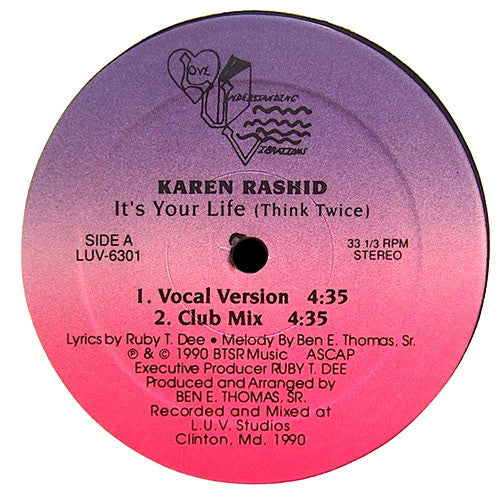 LOVE
UNDERSTANDING
VIBRATIONS
KAREN RASHID
It's Your Life (Think Twice)
SIDE A
LUV-6301
33 1/3 RPM
STEREO
1. Vocal Version 4:35
2. Club Mix 4:35
Lyrics by Ruby T. Dee • Melody By Ben E. Thomas, Sr.
℗ & © 1990 BTSR Music ASCAP
Executive Producer RUBY T. DEE
Produced and Arranged by
BEN E. THOMAS, SR.
Recorded and Mixed at
L.U.V. Studios
Clinton, Md. 1990